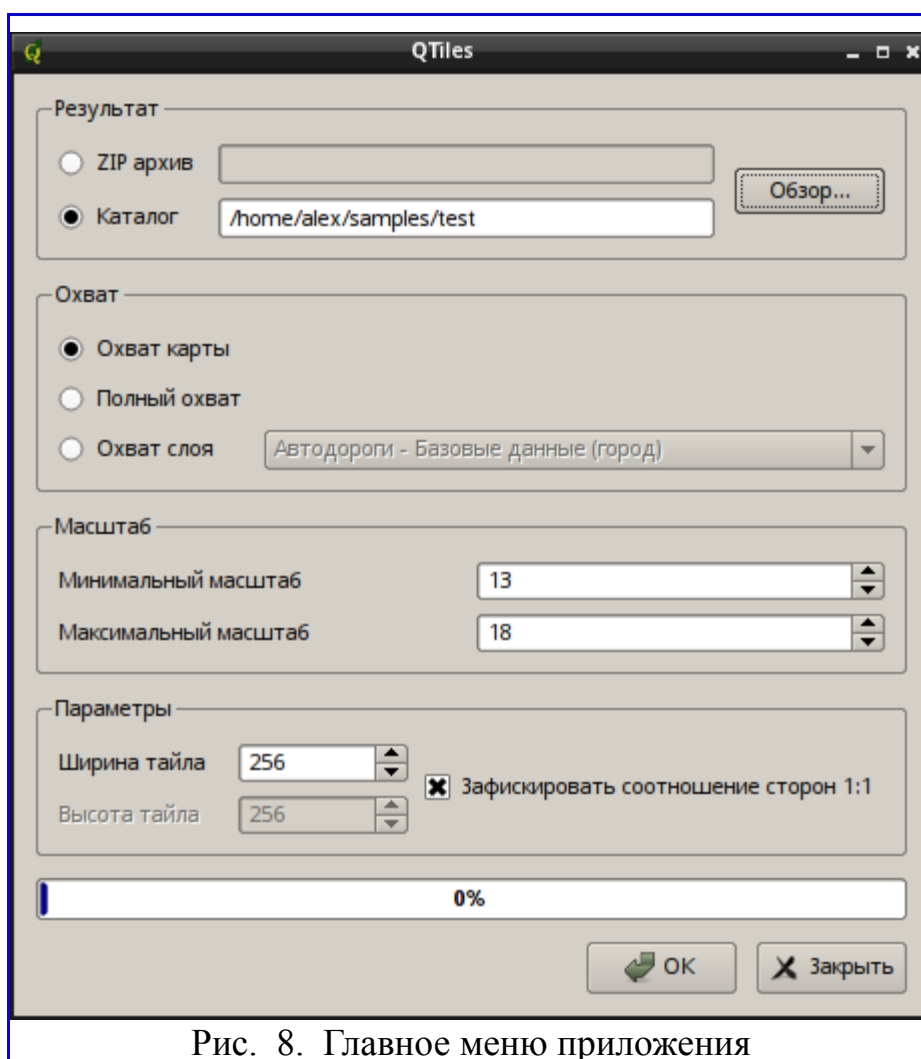 QTiles
Результат
ZIP архив
Обзор...
Каталог
/home/alex/samples/test
Охват
Охват карты
Полный охват
Охват слоя
Автодороги - Базовые данные (город)
Масштаб
Минимальный масштаб
13
Максимальный масштаб
18
Параметры
Ширина тайла
256
Зафискировать соотношение сторон 1:1
Высота тайла
256
0%
OK
Закрыть
Рис. 8. Главное меню приложения